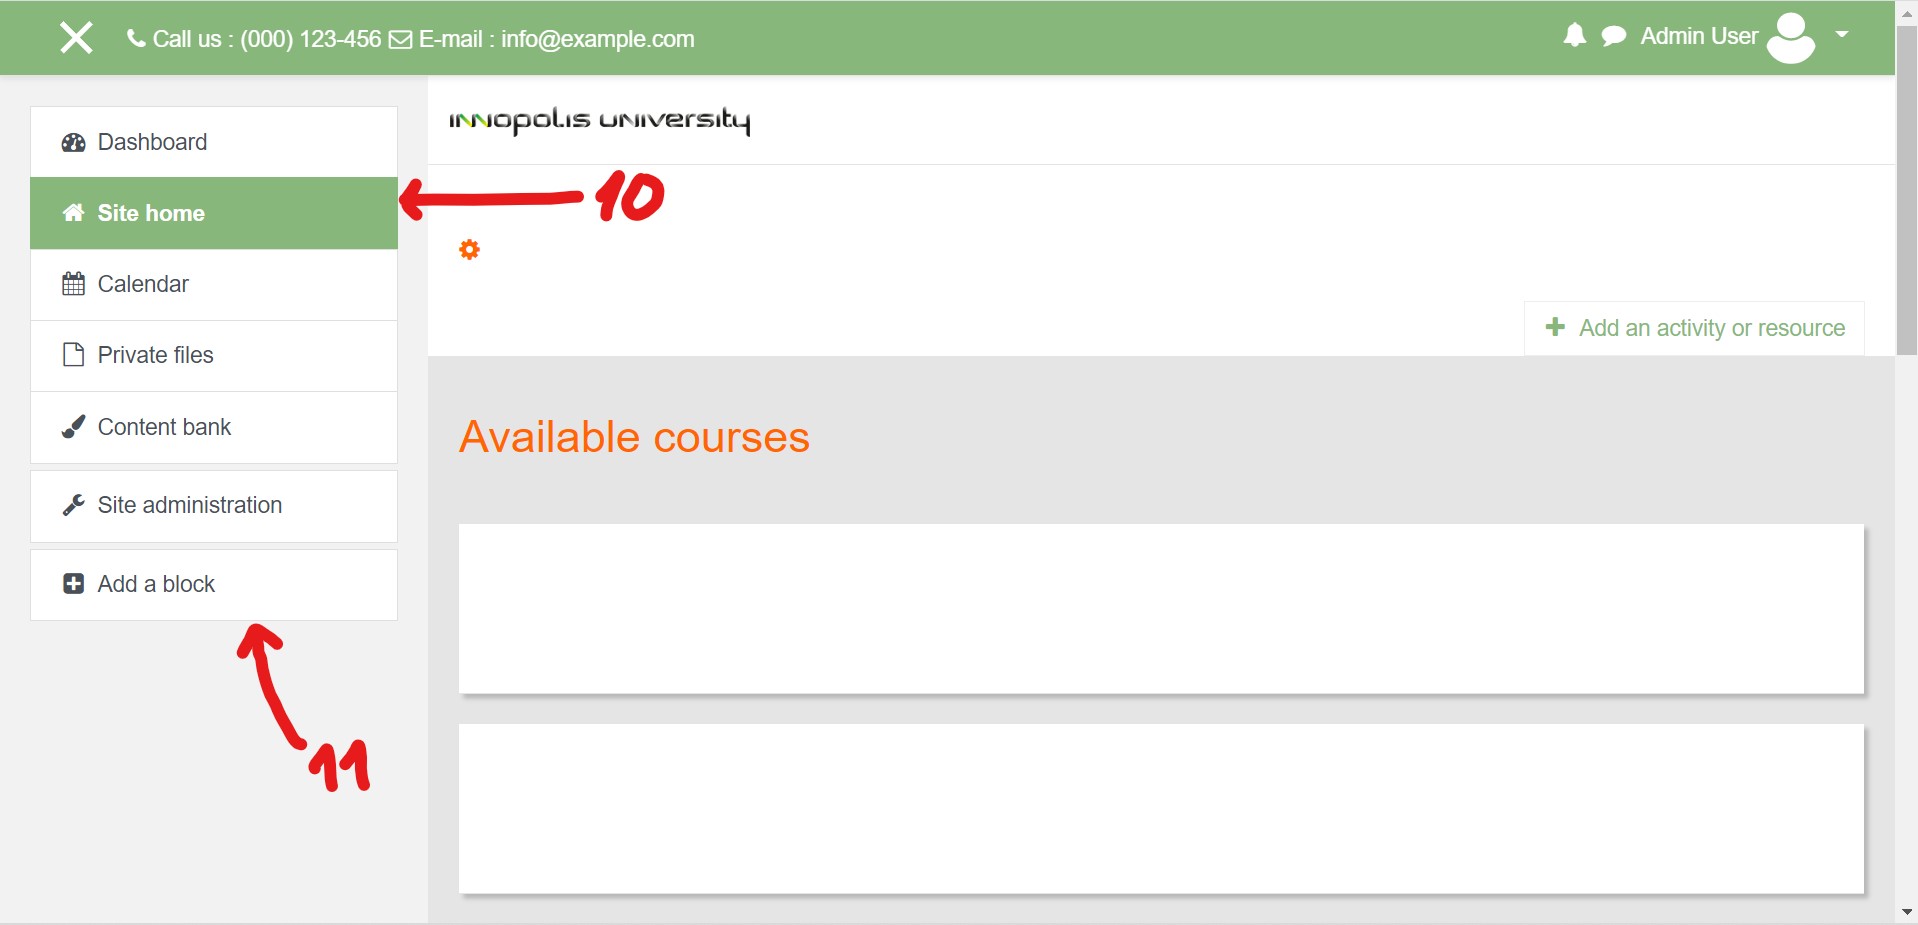 Call us : (000) 123-456 E-mail : info@example.com
Admin User
Dashboard
Site home
Calendar
Private files
Content bank
Site administration
Add a block
10
11
INNOPOLIS UNIVERSITY
Add an activity or resource
Available courses